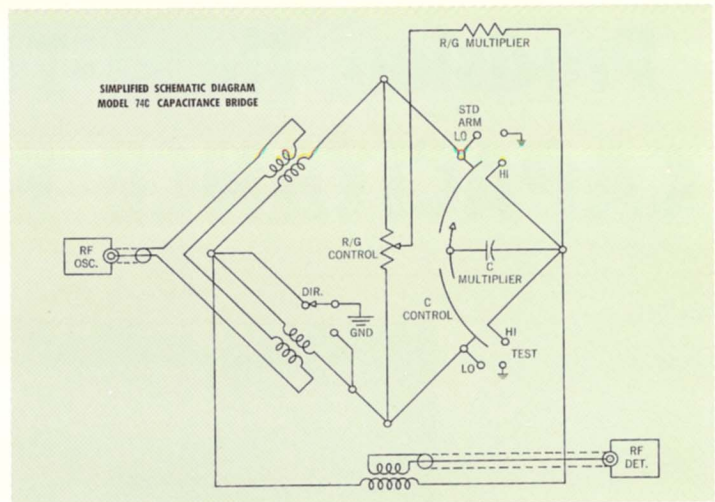 R/G MULTIPLIER
SIMPLIFIED SCHEMATIC DIAGRAM
MODEL 74C CAPACITANCE BRIDGE
STD
ARM
LO
HI
RF
OSC.
R/G
CONTROL
C
MULTIPLIER
DIR.
C
CONTROL
GND
HI
TEST
LO
RF
DET.